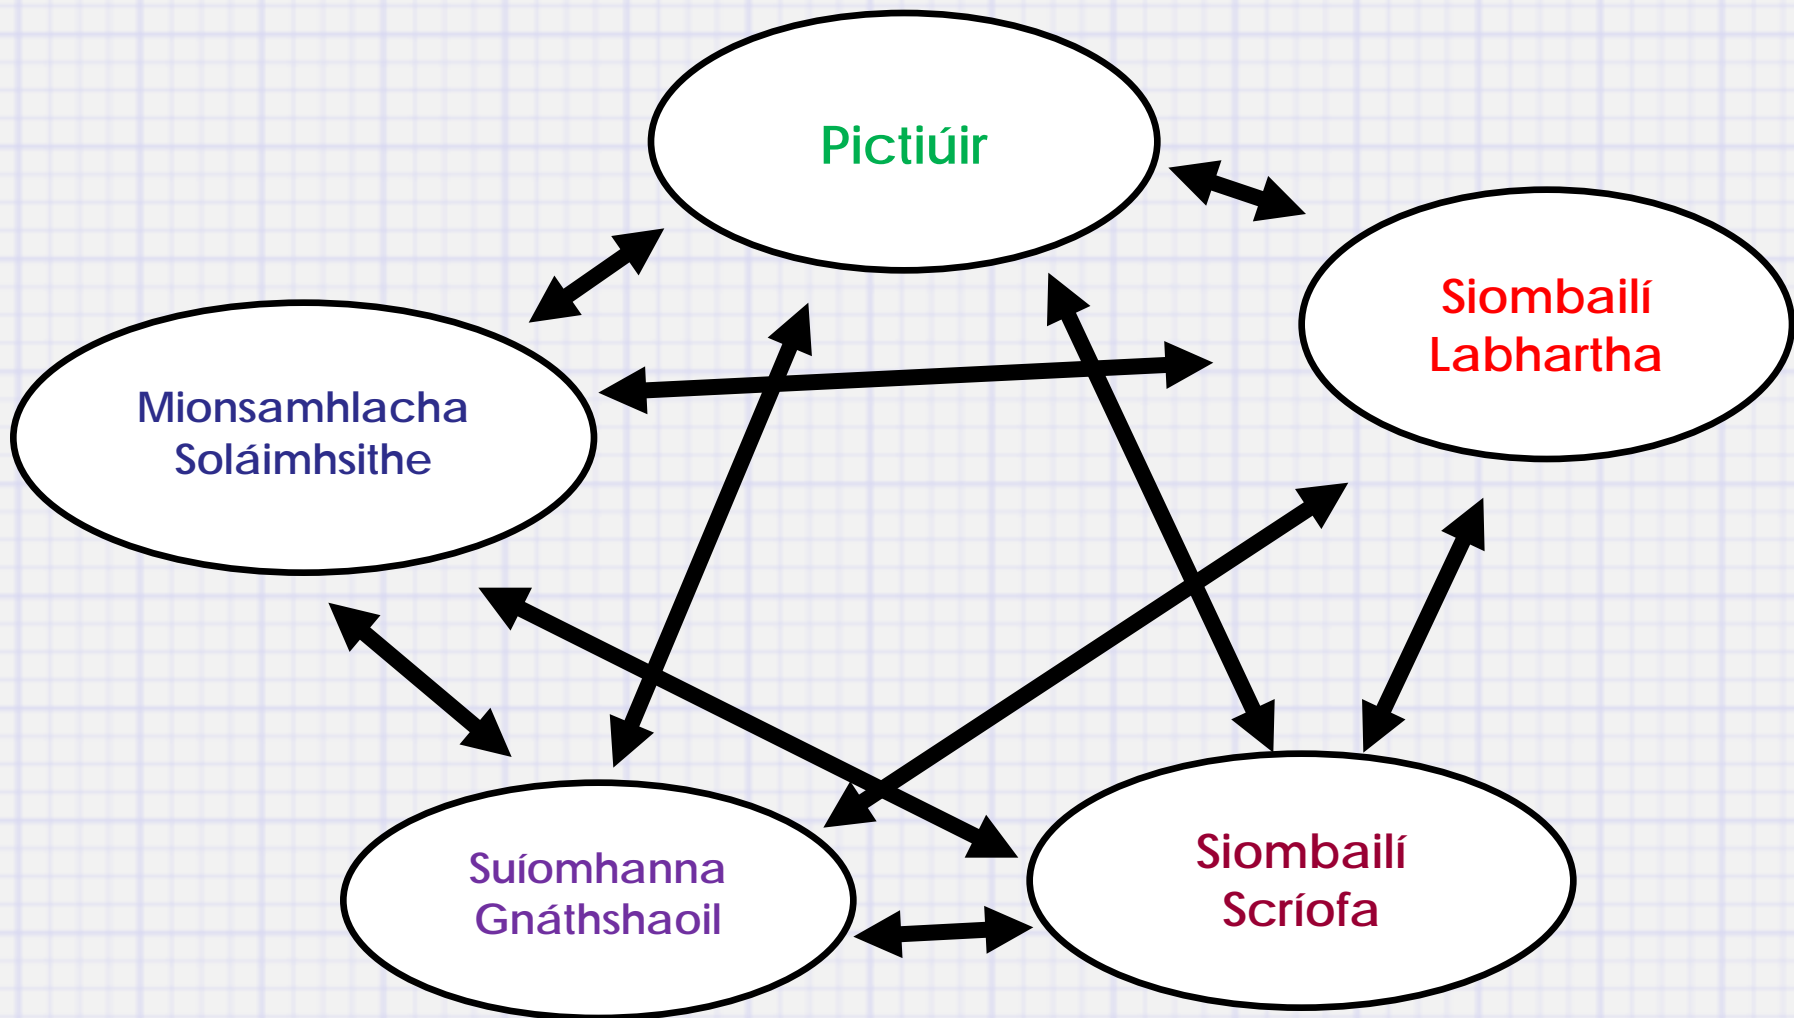 Pictiúir
Siombailí
Labhartha
Mionsamhlacha
Soláimhsithe
Suíomhanna
Gnáthshaoil
Siombailí
Scríofa